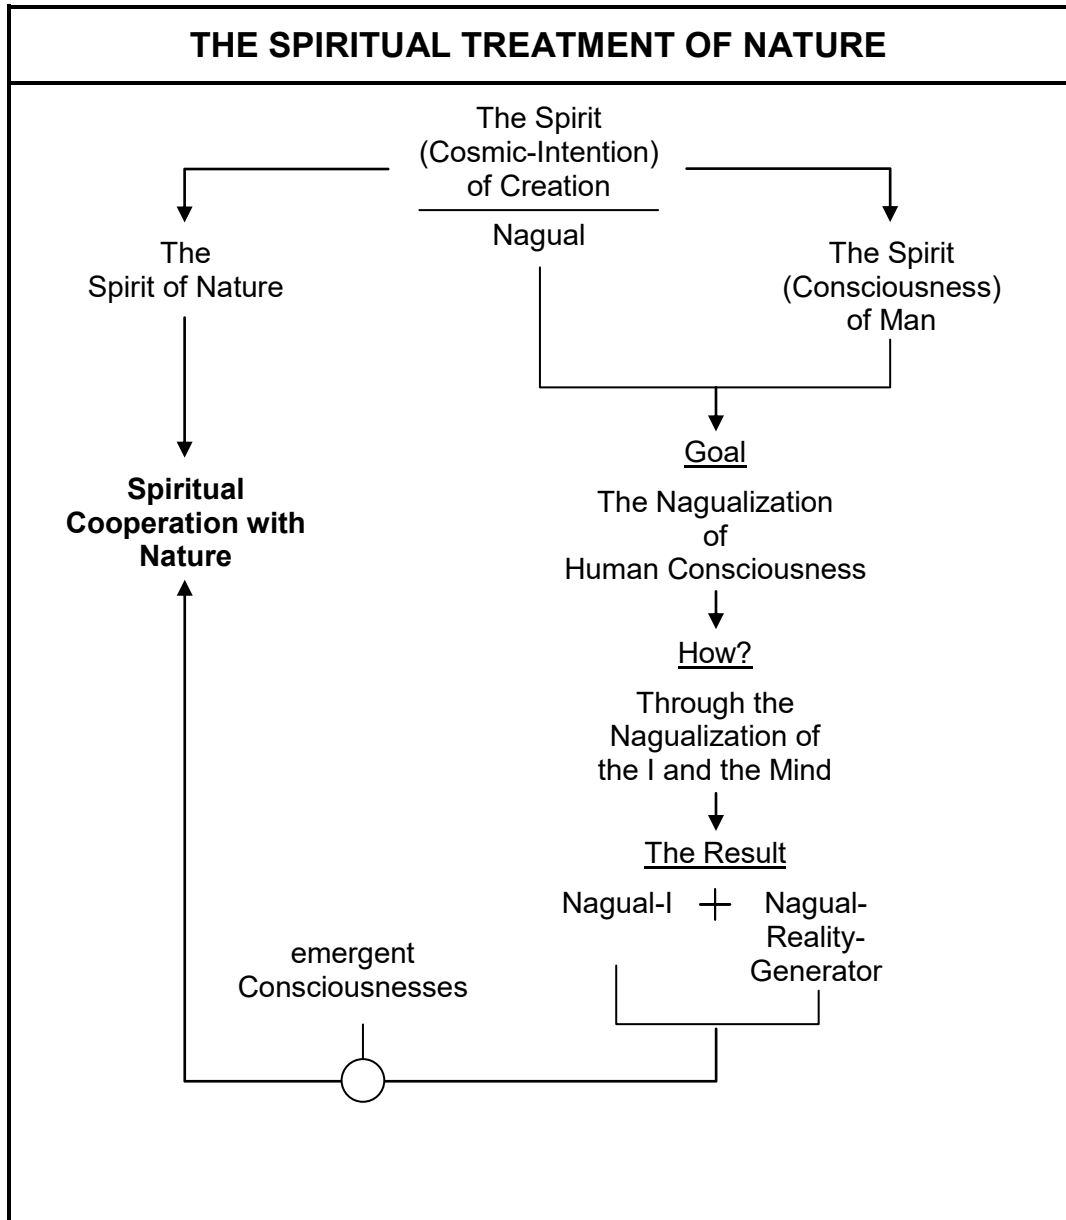 THE SPIRITUAL TREATMENT OF NATURE
The Spirit
(Cosmic-Intention)
of Creation
Nagual
The
Spirit of Nature
The Spirit
(Consciousness)
of Man
Goal
The Nagualization
of
Human Consciousness
Spiritual
Cooperation with
Nature
How?
Through the
Nagualization of
the I and the Mind
The Result
Nagual-I +
Nagual-
Reality-
Generator
emergent
Consciousnesses